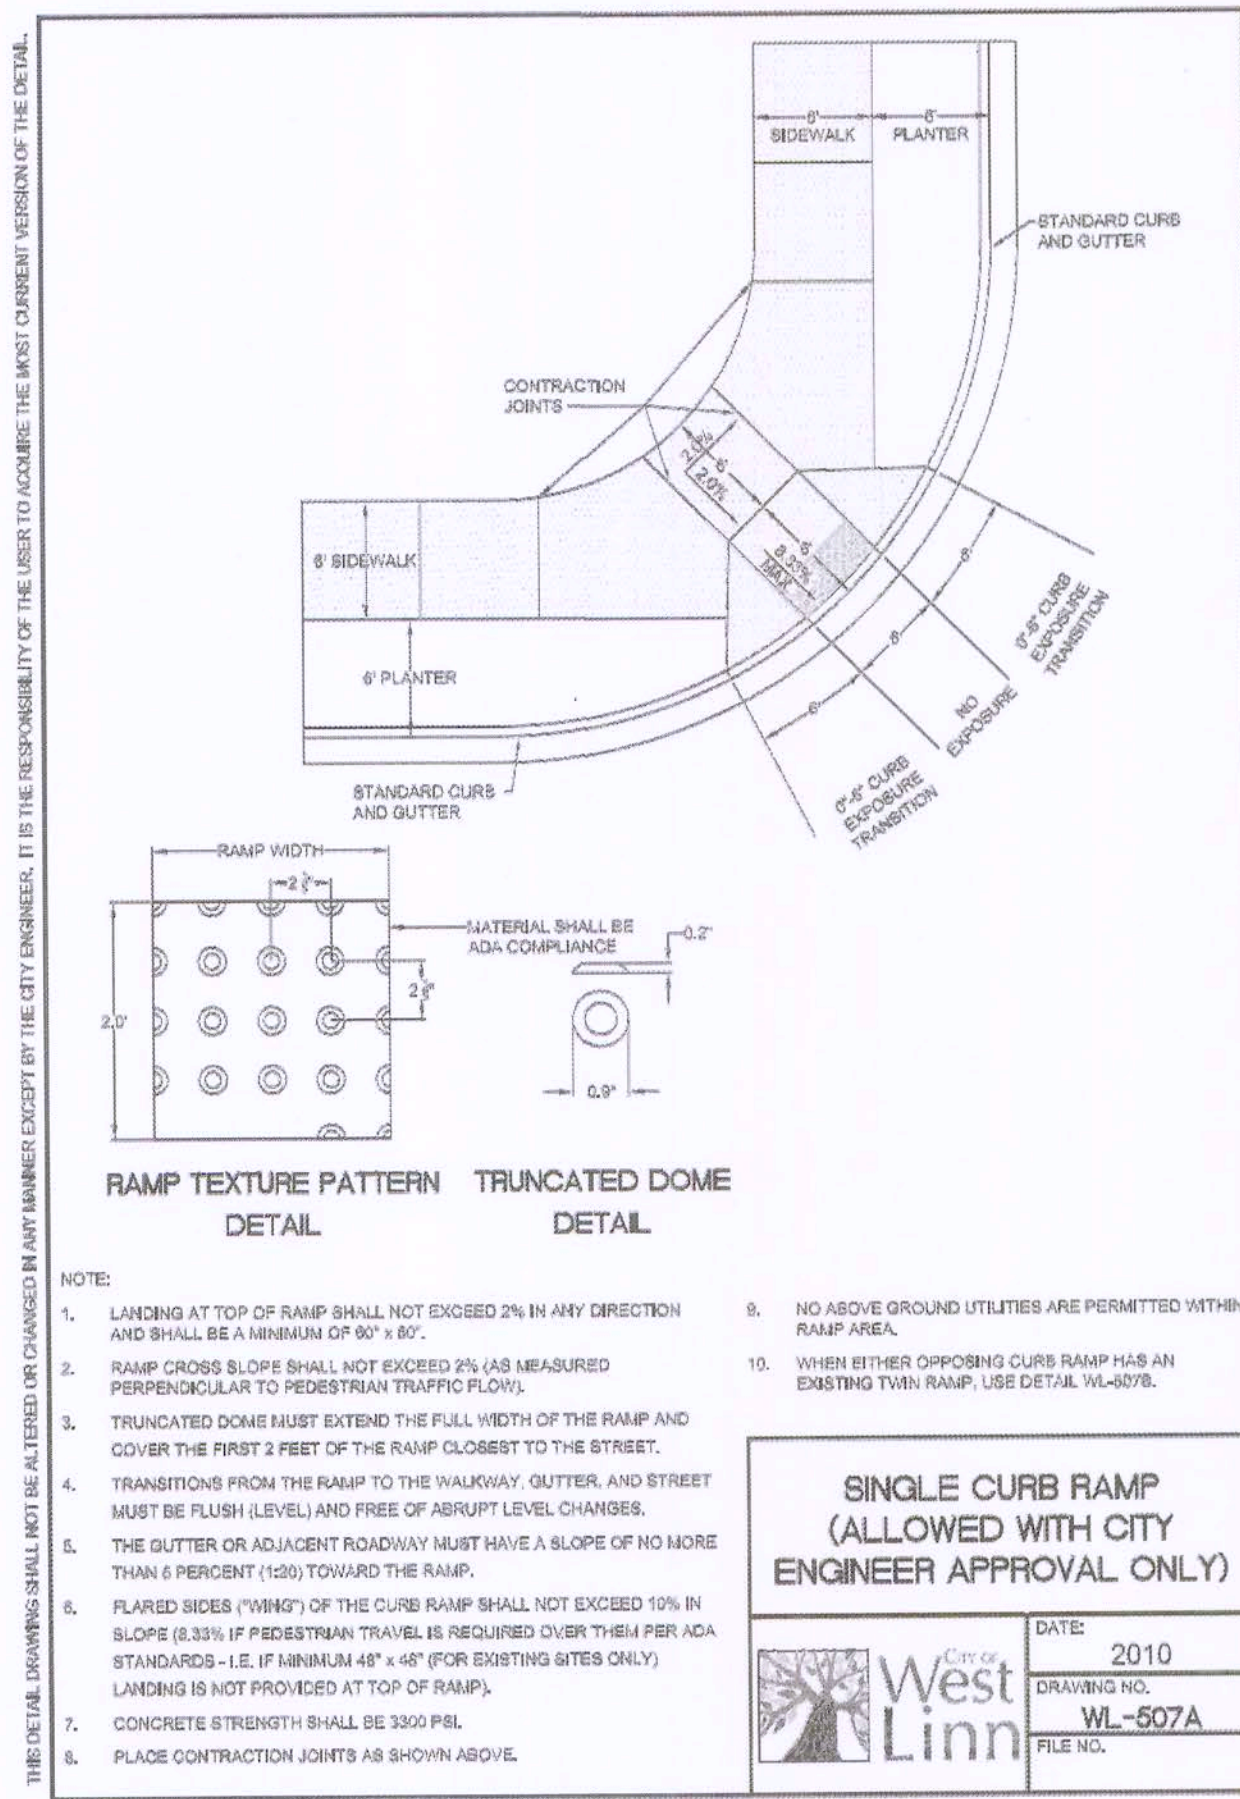 THIS DETAIL DRAWING SHALL NOT BE ALTERED OR CHANGED IN ANY MANNER EXCEPT BY THE CITY ENGINEER. IT IS THE RESPONSIBILITY OF THE USER TO ACQUIRE THE MOST CURRENT VERSION OF THE DETAIL.
6'
SIDEWALK
6'
PLANTER
STANDARD CURB
AND GUTTER
CONTRACTION
JOINTS
2.0%
6'
2.0%
6'
8.33%
MAX
6' SIDEWALK
6' PLANTER
6'
6'
6'
0"-6" CURB
EXPOSURE
TRANSITION
NO
EXPOSURE
0"-6" CURB
EXPOSURE
TRANSITION
STANDARD CURB
AND GUTTER
RAMP WIDTH
MATERIAL SHALL BE
ADA COMPLIANCE
0.2"
2.0'
0.9"
RAMP TEXTURE PATTERN
DETAIL
TRUNCATED DOME
DETAIL
NOTE:
1. LANDING AT TOP OF RAMP SHALL NOT EXCEED 2% IN ANY DIRECTION
AND SHALL BE A MINIMUM OF 60" x 60".
2. RAMP CROSS SLOPE SHALL NOT EXCEED 2% (AS MEASURED
PERPENDICULAR TO PEDESTRIAN TRAFFIC FLOW).
3. TRUNCATED DOME MUST EXTEND THE FULL WIDTH OF THE RAMP AND
COVER THE FIRST 2 FEET OF THE RAMP CLOSEST TO THE STREET.
4. TRANSITIONS FROM THE RAMP TO THE WALKWAY, GUTTER, AND STREET
MUST BE FLUSH (LEVEL) AND FREE OF ABRUPT LEVEL CHANGES.
5. THE GUTTER OR ADJACENT ROADWAY MUST HAVE A SLOPE OF NO MORE
THAN 5 PERCENT (1:20) TOWARD THE RAMP.
6. FLARED SIDES ("WING") OF THE CURB RAMP SHALL NOT EXCEED 10% IN
SLOPE (8.33% IF PEDESTRIAN TRAVEL IS REQUIRED OVER THEM PER ADA
STANDARDS - I.E. IF MINIMUM 48" x 48" (FOR EXISTING SITES ONLY)
LANDING IS NOT PROVIDED AT TOP OF RAMP).
7. CONCRETE STRENGTH SHALL BE 3300 PSI.
8. PLACE CONTRACTION JOINTS AS SHOWN ABOVE.
9. NO ABOVE GROUND UTILITIES ARE PERMITTED WITHIN
RAMP AREA.
10. WHEN EITHER OPPOSING CURB RAMP HAS AN
EXISTING TWIN RAMP, USE DETAIL WL-507B.
SINGLE CURB RAMP
(ALLOWED WITH CITY
ENGINEER APPROVAL ONLY)
CITY OF
West
Linn
DATE:
2010
DRAWING NO.
WL-507A
FILE NO.